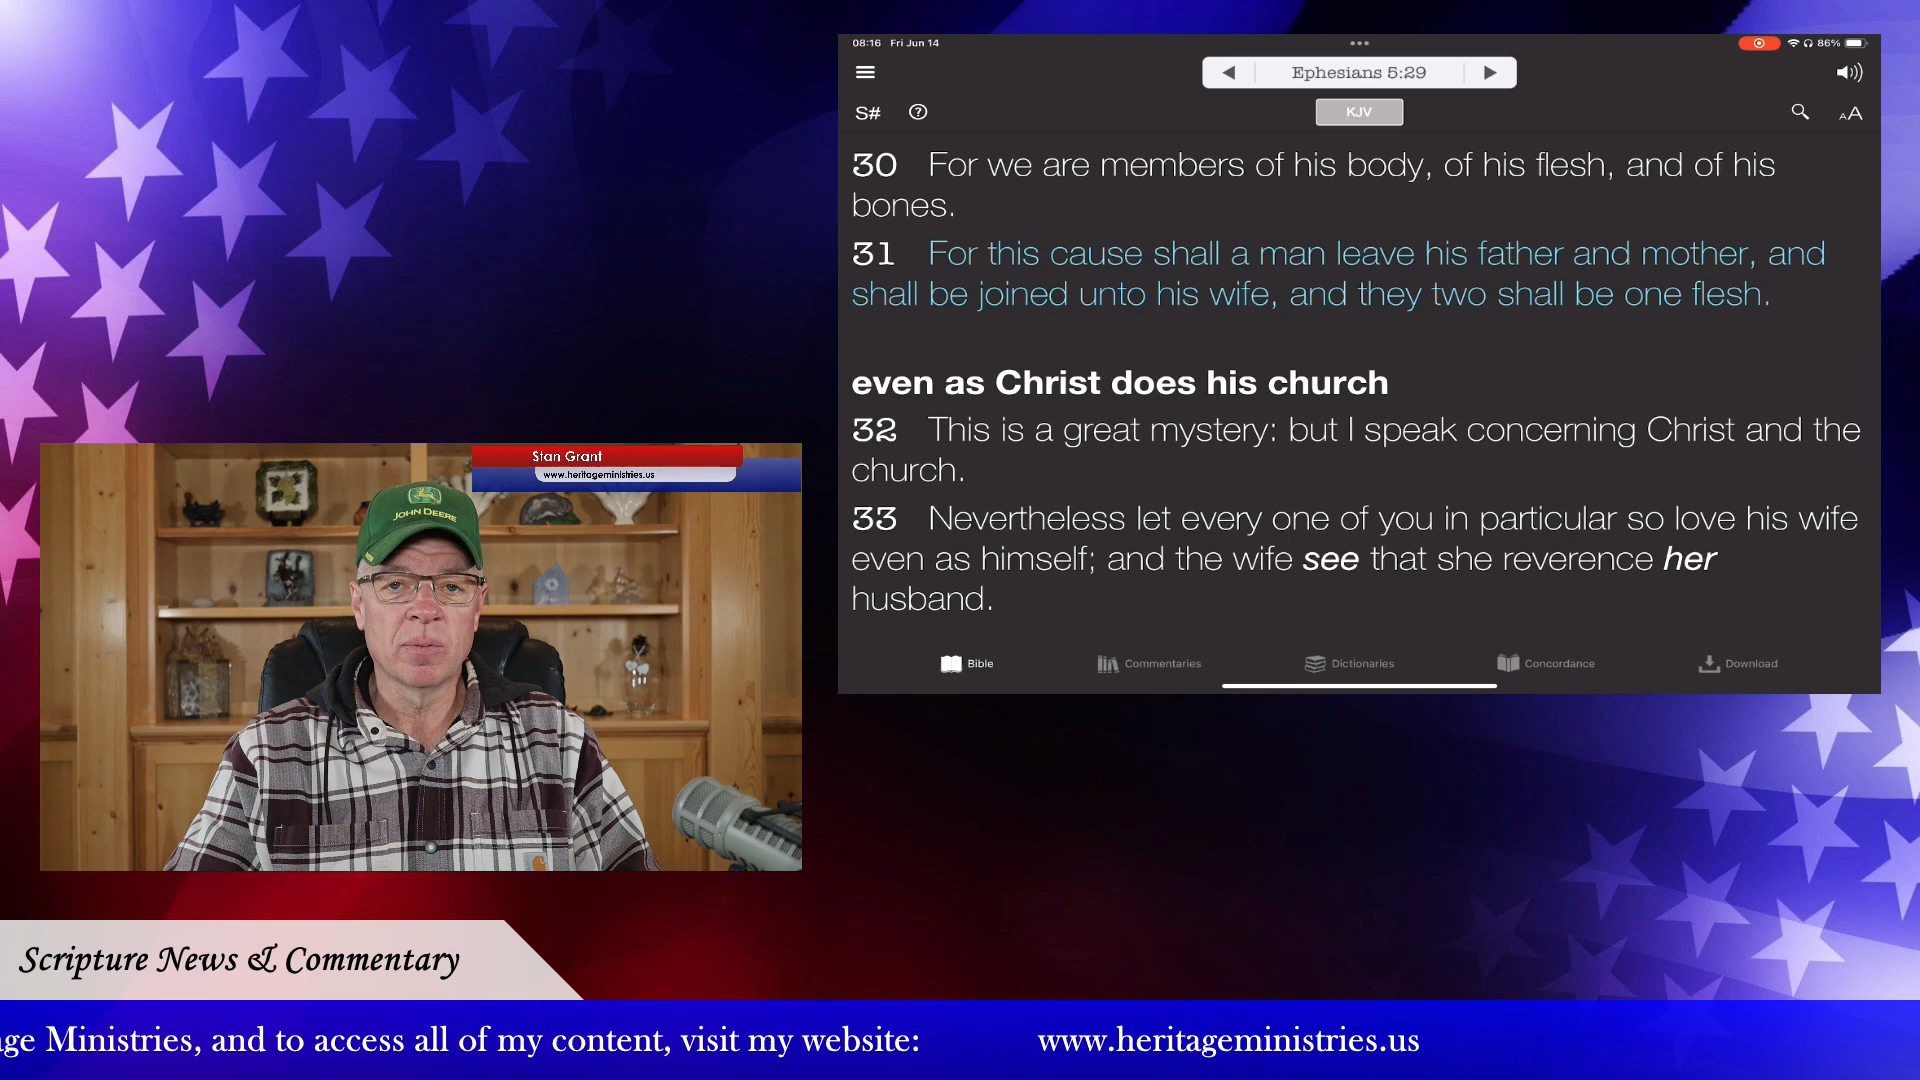 08:16 Fri Jun 14
86%
Ephesians 5:29
S#
KJV
AA
30 For we are members of his body, of his flesh, and of his
bones.
31 For this cause shall a man leave his father and mother, and
shall be joined unto his wife, and they two shall be one flesh.
even as Christ does his church
32 This is a great mystery: but I speak concerning Christ and the
church.
33 Nevertheless let every one of you in particular so love his wife
even as himself; and the wife see that she reverence her
husband.
Bible Commentaries Dictionaries Concordance Download
Stan Grant
www.heritageministries.us
JOHN DEERE
Scripture News & Commentary
ge Ministries, and to access all of my content, visit my website: www.heritageministries.us